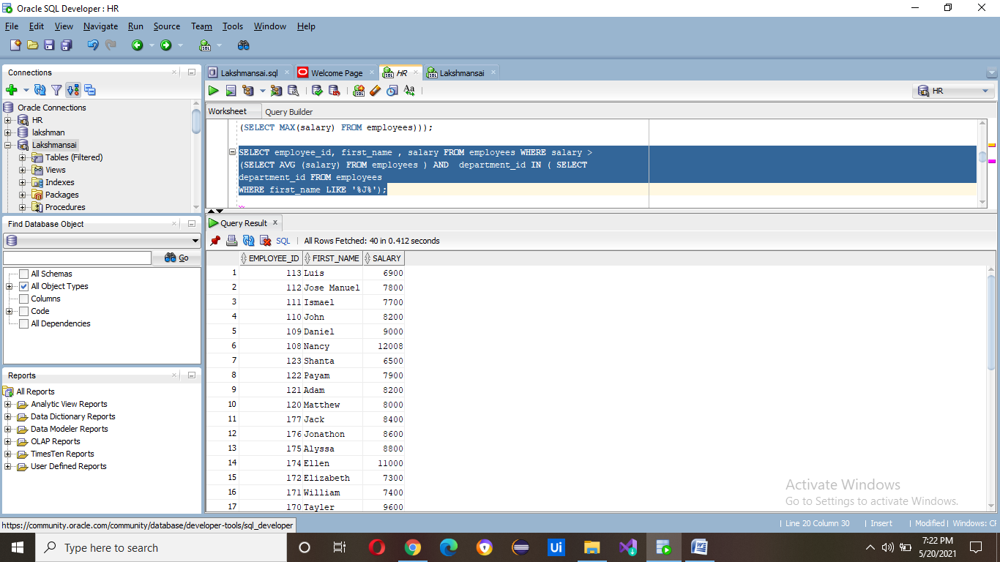 Oracle SQL Developer : HR
File Edit View Navigate Run Source Team Tools Window Help
Connections
Oracle Connections
HR
lakshman
Lakshmansai
Tables (Filtered)
Views
Indexes
Packages
Procedures
Find Database Object
Go
All Schemas
All Object Types
Columns
Code
All Dependencies
Reports
All Reports
Analytic View Reports
Data Dictionary Reports
Data Modeler Reports
OLAP Reports
TimesTen Reports
User Defined Reports
Lakshmansai.sql Welcome Page HR Lakshmansai
HR
Worksheet Query Builder
(SELECT MAX(salary) FROM employees)));
SELECT employee_id, first_name , salary FROM employees WHERE salary >
(SELECT AVG (salary) FROM employees ) AND department_id IN ( SELECT
department_id FROM employees
WHERE first_name LIKE '%J%');
Query Result
SQL | All Rows Fetched: 40 in 0.412 seconds
EMPLOYEE_ID FIRST_NAME SALARY
1 113 Luis 6900
2 112 Jose Manuel 7800
3 111 Ismael 7700
4 110 John 8200
5 109 Daniel 9000
6 108 Nancy 12008
7 123 Shanta 6500
8 122 Payam 7900
9 121 Adam 8200
10 120 Matthew 8000
11 177 Jack 8400
12 176 Jonathon 8600
13 175 Alyssa 8800
14 174 Ellen 11000
15 172 Elizabeth 7300
16 171 William 7400
17 170 Tayler 9600
Activate Windows
Go to Settings to activate Windows.
https://community.oracle.com/community/database/developer-tools/sql_developer
| Line 20 Column 30 | Insert | Modified | Windows: CF
Type here to search
Ui
7:22 PM
5/20/2021